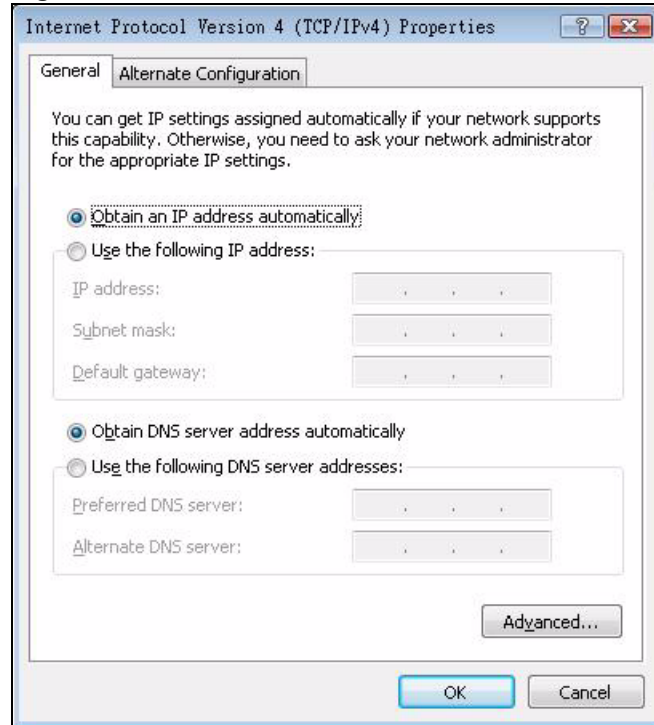 Internet Protocol Version 4 (TCP/IPv4) Properties
General
Alternate Configuration
You can get IP settings assigned automatically if your network supports
this capability. Otherwise, you need to ask your network administrator
for the appropriate IP settings.
Obtain an IP address automatically
Use the following IP address:
IP address:
Subnet mask:
Default gateway:
Obtain DNS server address automatically
Use the following DNS server addresses:
Preferred DNS server:
Alternate DNS server:
Advanced...
OK
Cancel